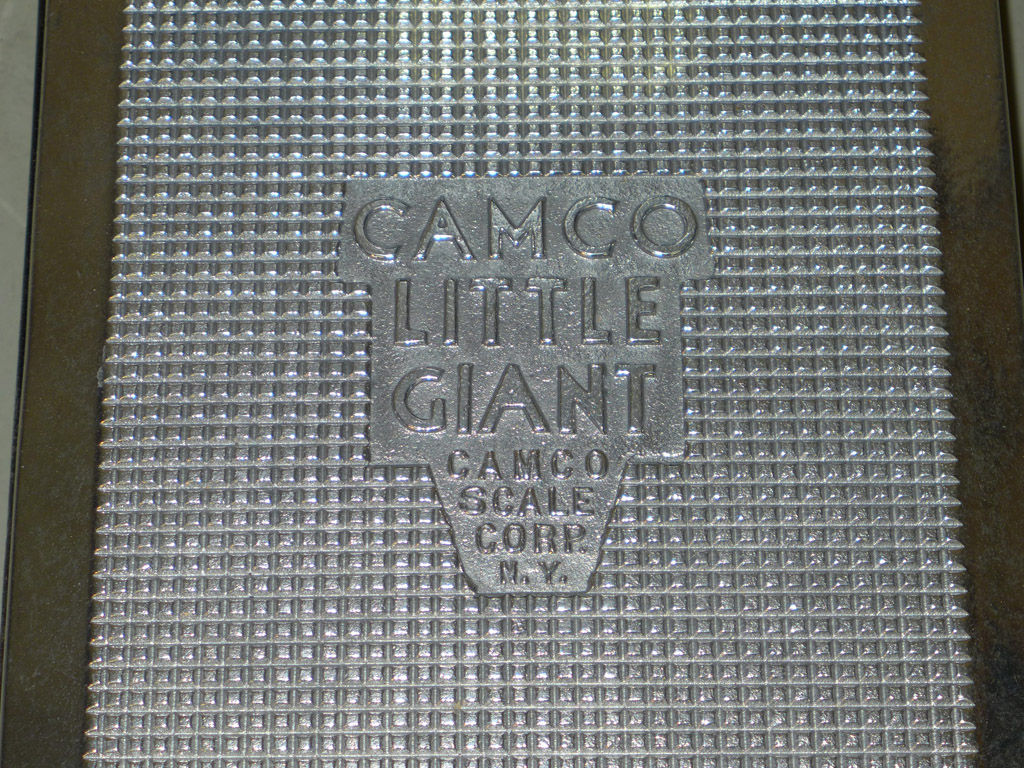 CAMCO
LITTLE
GIANT
CAMCO
SCALE
CORP.
N.Y.